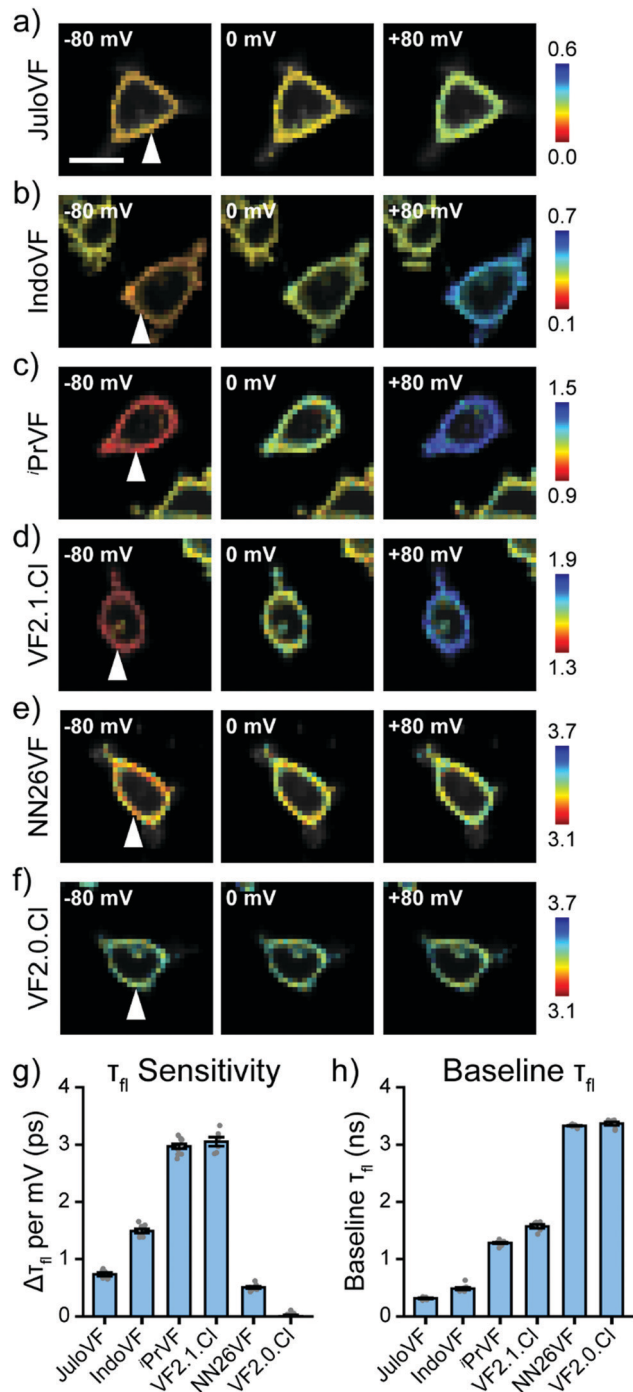 a)
JuloVF
-80 mV
0 mV
+80 mV
0.6
0.0
b)
IndoVF
-80 mV
0 mV
+80 mV
0.7
0.1
c)
iPrVF
-80 mV
0 mV
+80 mV
1.5
0.9
d)
VF2.1.Cl
-80 mV
0 mV
+80 mV
1.9
1.3
e)
NN26VF
-80 mV
0 mV
+80 mV
3.7
3.1
f)
VF2.0.Cl
-80 mV
0 mV
+80 mV
3.7
3.1
g) τfl Sensitivity
Δτfl per mV (ps)
4
3
2
1
0
JuloVF
IndoVF
iPrVF
VF2.1.Cl
NN26VF
VF2.0.Cl
h) Baseline τfl
Baseline τfl (ns)
4
3
2
1
0
JuloVF
IndoVF
iPrVF
VF2.1.Cl
NN26VF
VF2.0.Cl